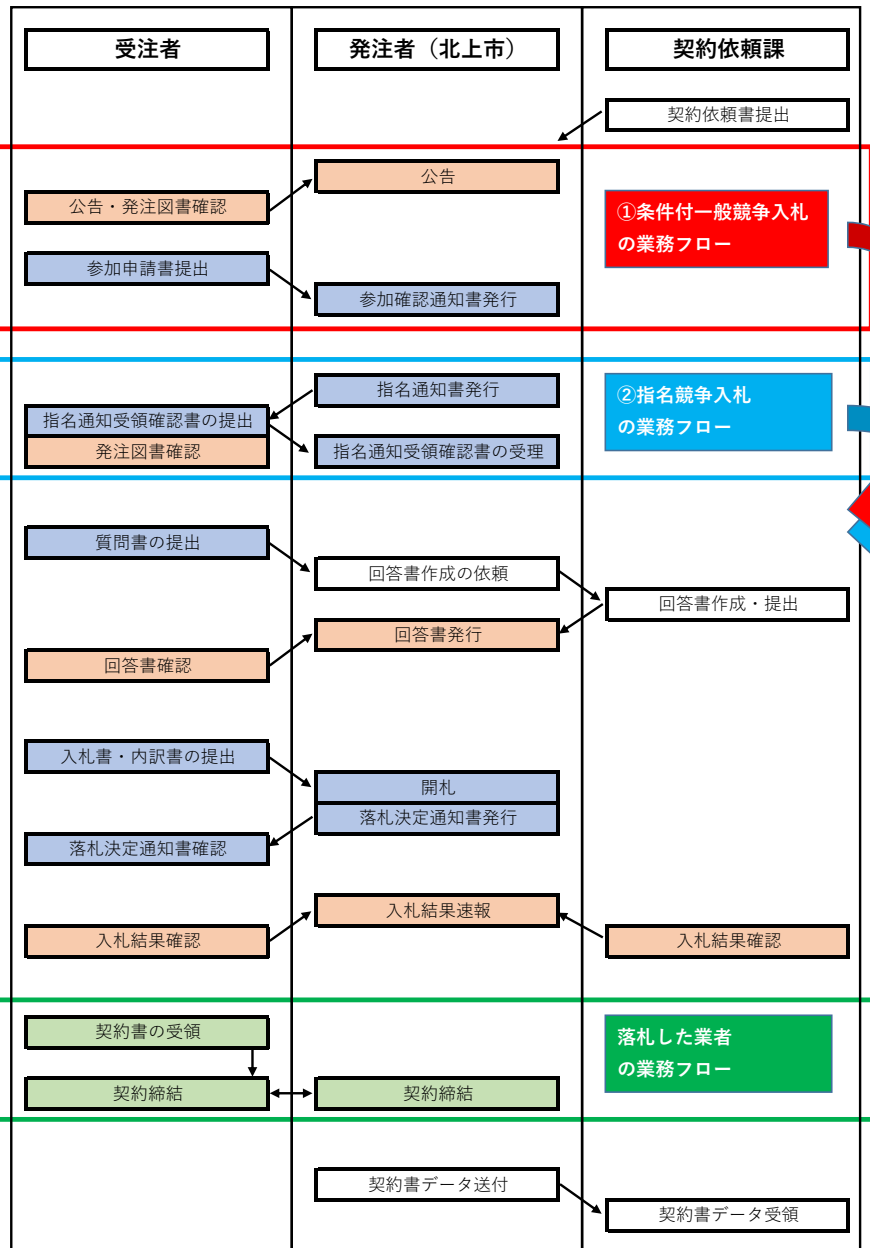 受注者
発注者（北上市）
契約依頼課
契約依頼書提出
公告
公告・発注図書確認
①条件付一般競争入札
の業務フロー
参加申請書提出
参加確認通知書発行
指名通知書発行
②指名競争入札
の業務フロー
指名通知受領確認書の提出
発注図書確認
指名通知受領確認書の受理
質問書の提出
回答書作成の依頼
回答書作成・提出
回答書発行
回答書確認
入札書・内訳書の提出
開札
落札決定通知書発行
落札決定通知書確認
入札結果速報
入札結果確認
入札結果確認
契約書の受領
落札した業者
の業務フロー
契約締結
契約締結
契約書データ送付
契約書データ受領